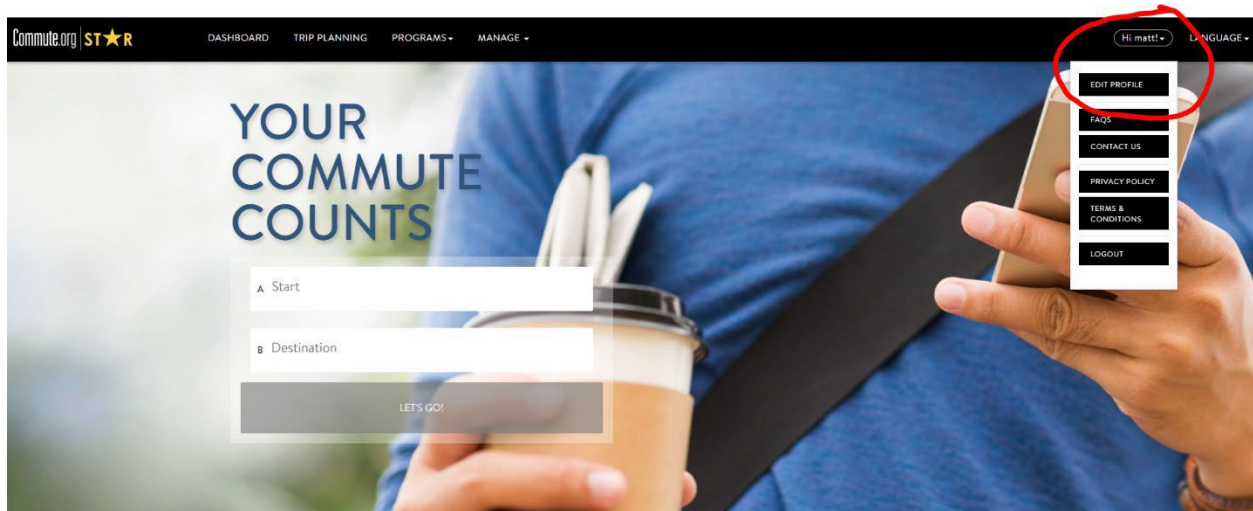 Commute.org | ST★R
DASHBOARD TRIP PLANNING PROGRAMS MANAGE
Hi matt! LANGUAGE
EDIT PROFILE
FAQS
CONTACT US
PRIVACY POLICY
TERMS &
CONDITIONS
LOGOUT
YOUR
COMMUTE
COUNTS
A Start
B Destination
LET'S GO!